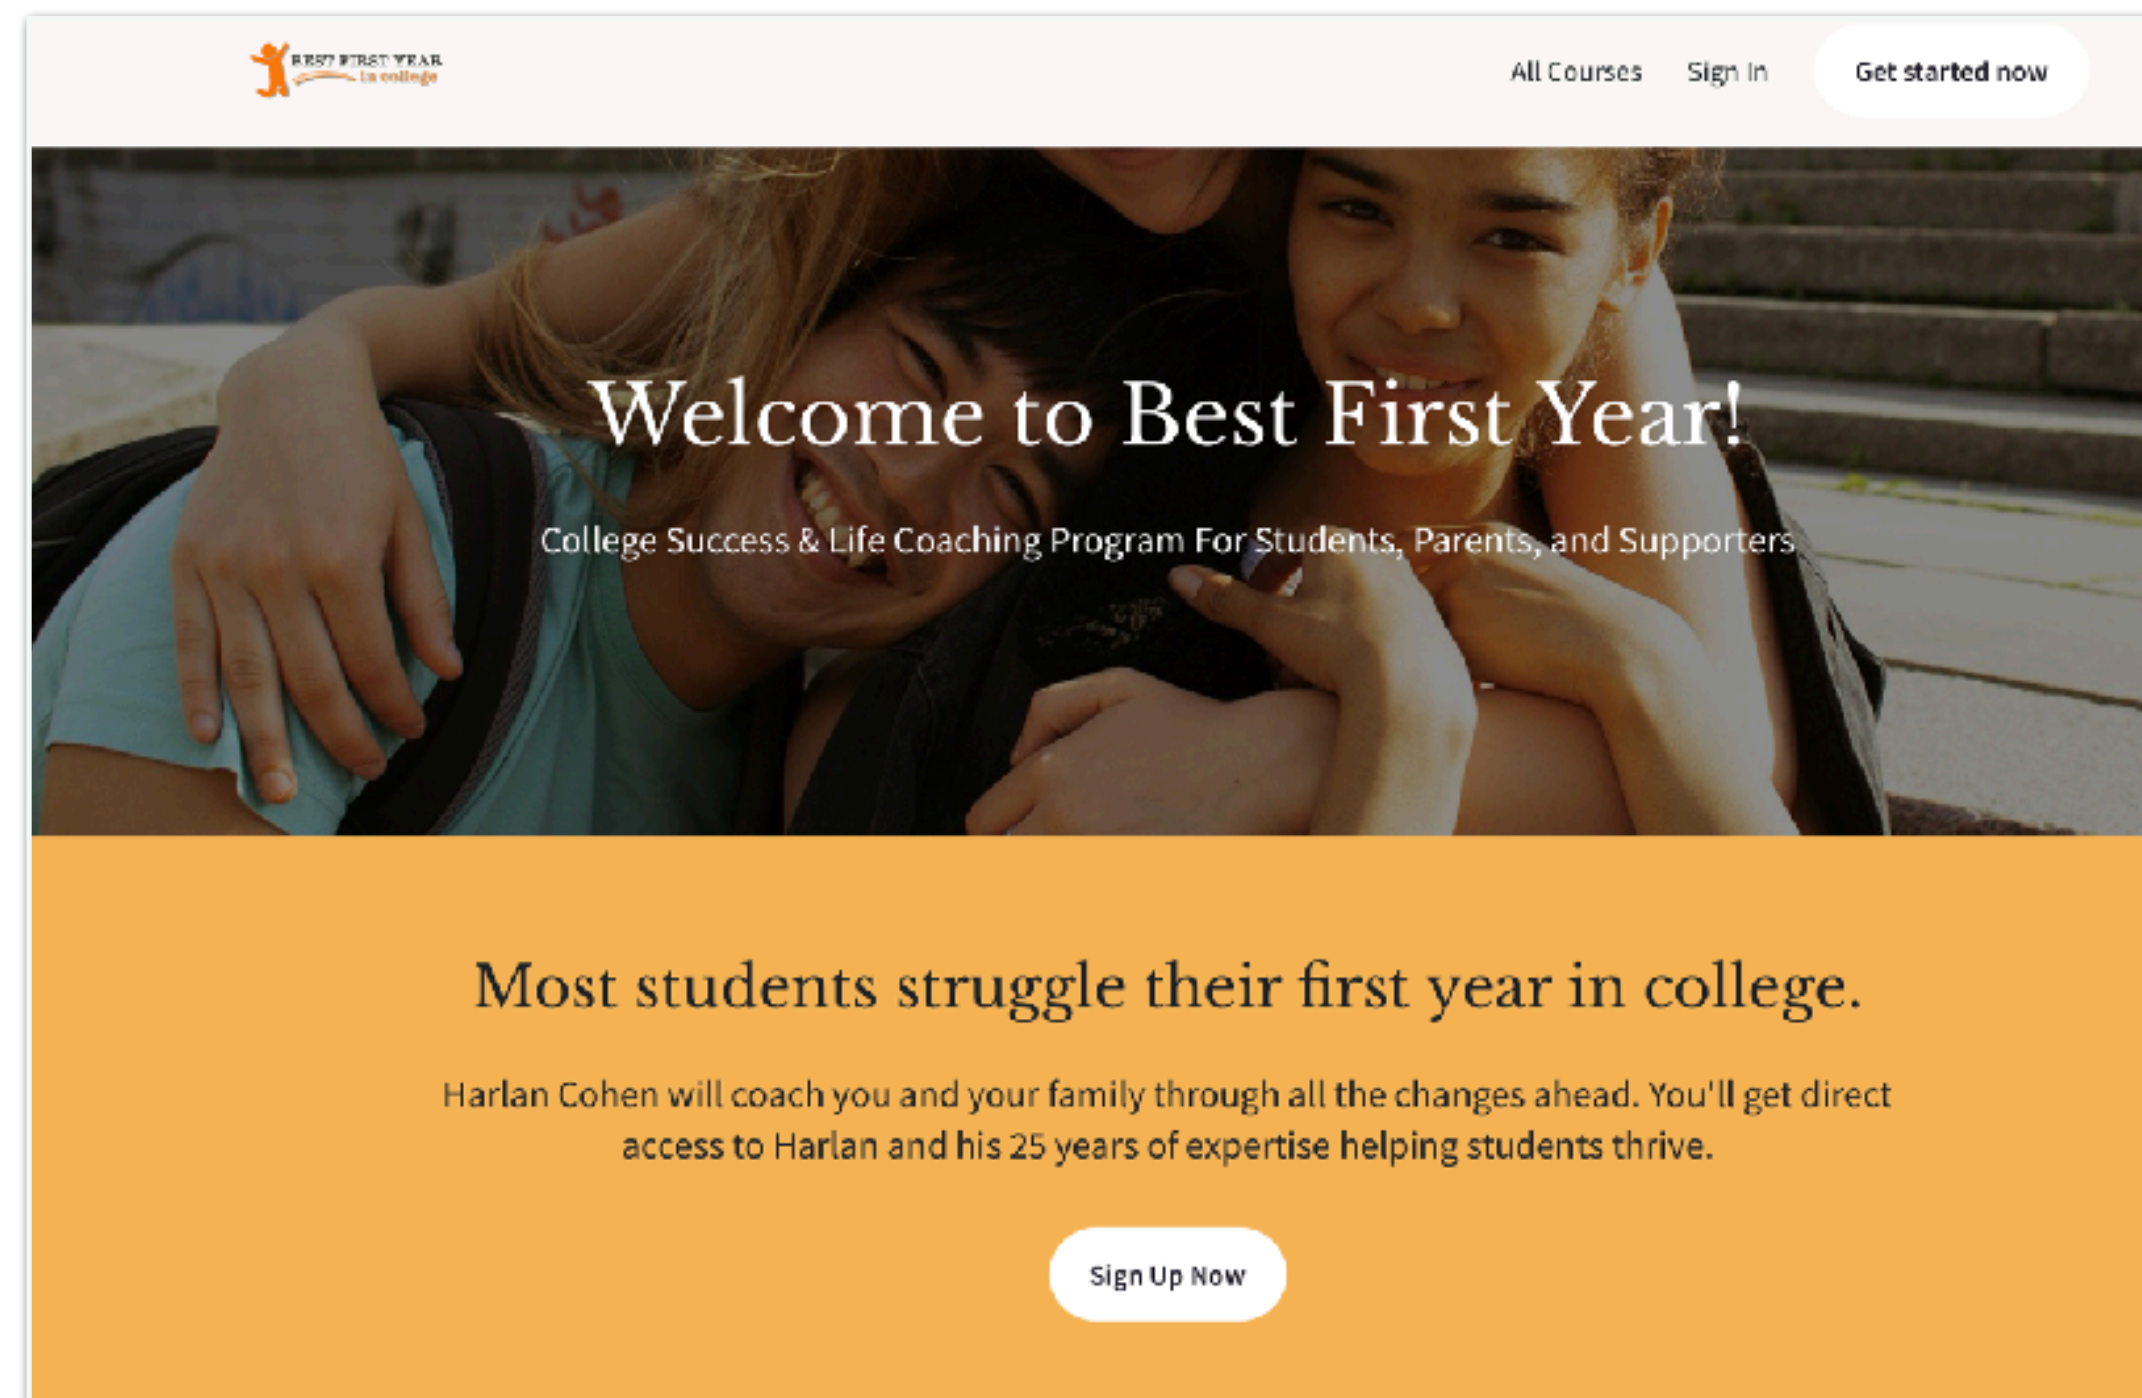 BEST FIRST YEAR
in college
All Courses
Sign In
Get started now
Welcome to Best First Year!
College Success & Life Coaching Program For Students, Parents, and Supporters
Most students struggle their first year in college.
Harlan Cohen will coach you and your family through all the changes ahead. You'll get direct
access to Harlan and his 25 years of expertise helping students thrive.
Sign Up Now